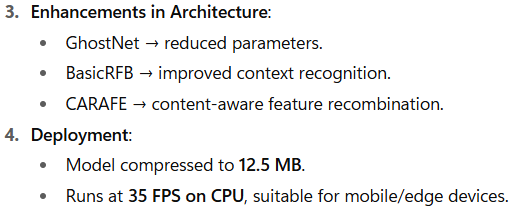 3. Enhancements in Architecture:
• GhostNet → reduced parameters.
• BasicRFB → improved context recognition.
• CARAFE → content-aware feature recombination.
4. Deployment:
• Model compressed to 12.5 MB.
• Runs at 35 FPS on CPU, suitable for mobile/edge devices.